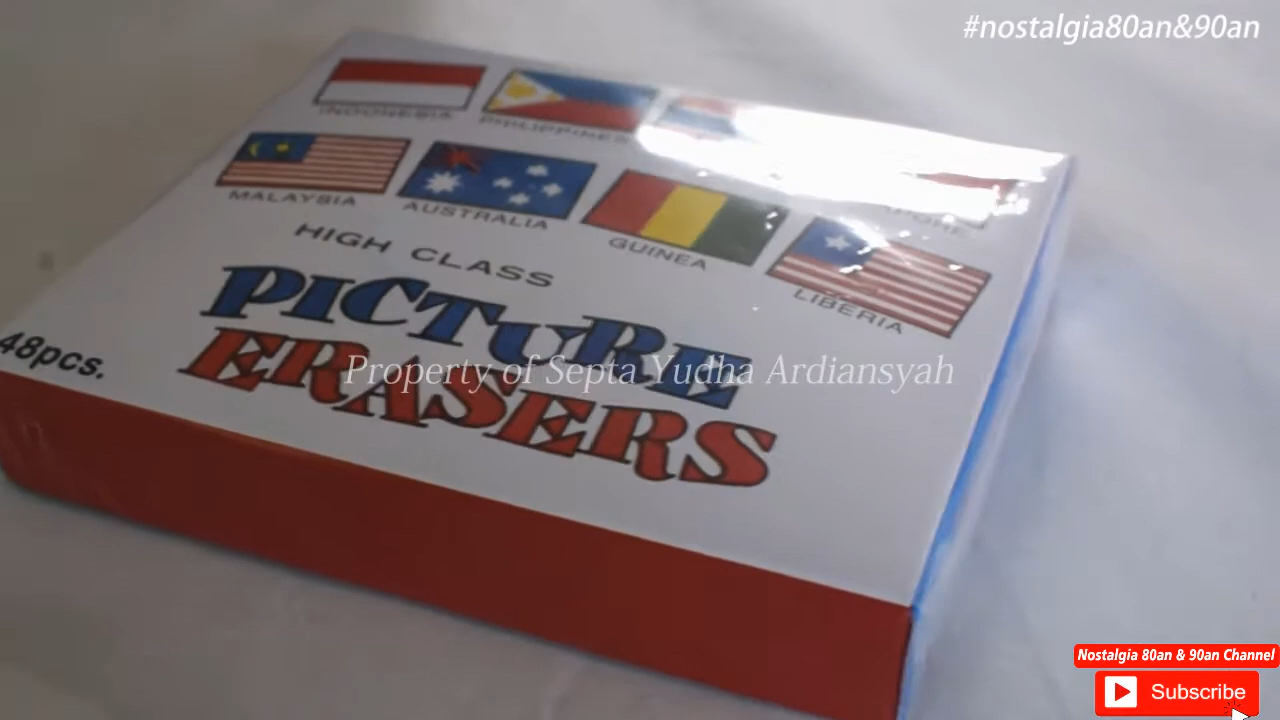 #nostalgia80an&90an
INDONESIA
PHILIPPINES
MALAYSIA
AUSTRALIA
GUINEA
LIBERIA
HIGH CLASS
PICTURE
ERASERS
48pcs.
Property of Septa Yudha Ardiansyah
Nostalgia 80an & 90an Channel
Subscribe